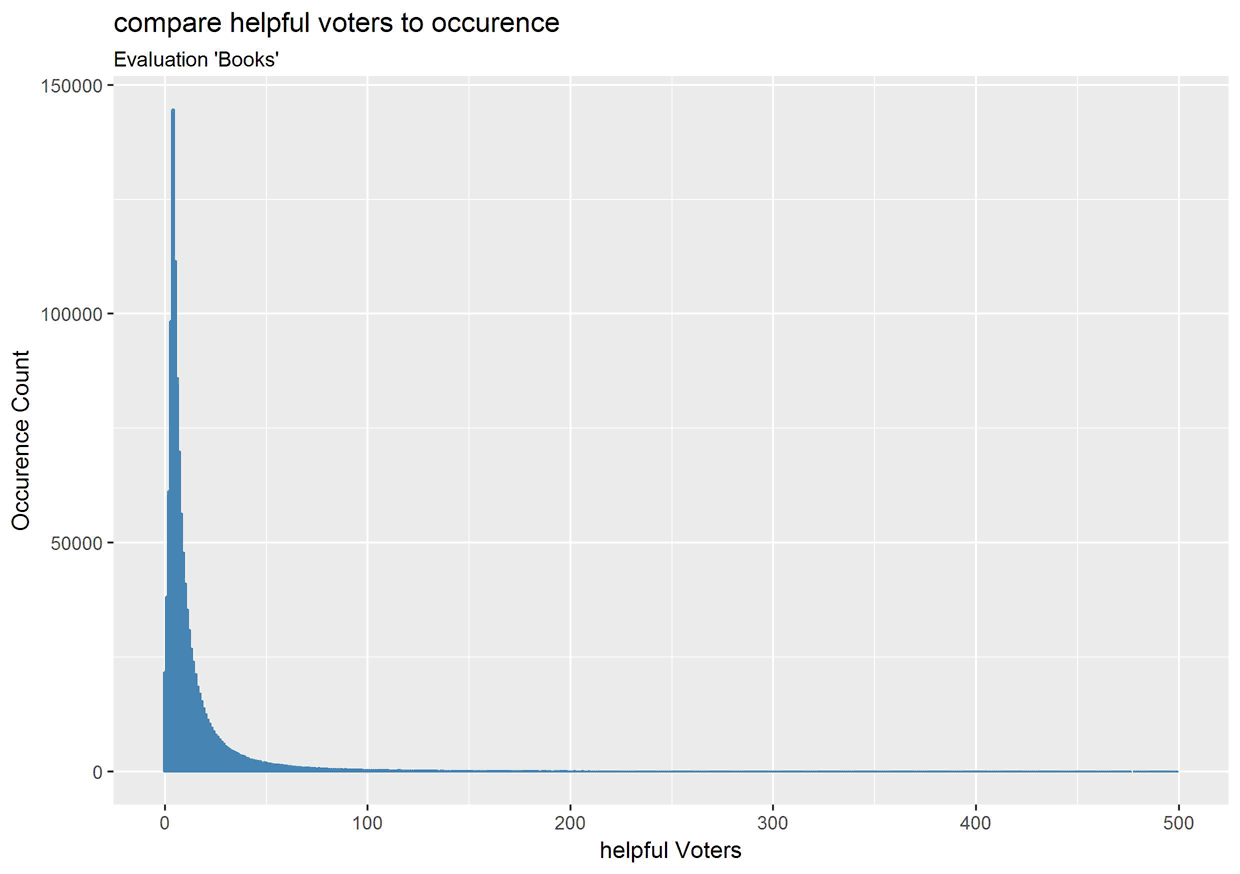 compare helpful voters to occurence
Evaluation 'Books'
150000
100000
50000
0
Occurence Count
0 100 200 300 400 500
helpful Voters